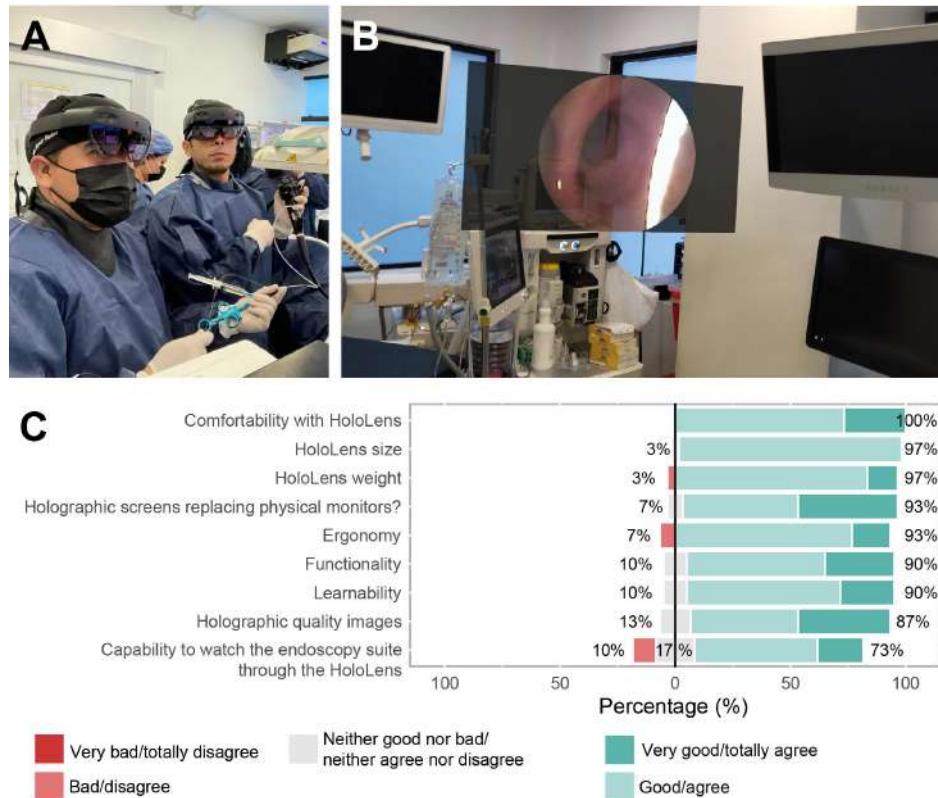 A
B
C
Comfortability with HoloLens 100%
HoloLens size 3% 97%
HoloLens weight 3% 97%
Holographic screens replacing physical monitors? 7% 93%
Ergonomy 7% 93%
Functionality 10% 90%
Learnability 10% 90%
Holographic quality images 13% 87%
Capability to watch the endoscopy suite 10% 17% 73%
through the HoloLens
100 50 0 50 100
Percentage (%)
Very bad/totally disagree
Bad/disagree
Neither good nor bad/
neither agree nor disagree
Very good/totally agree
Good/agree